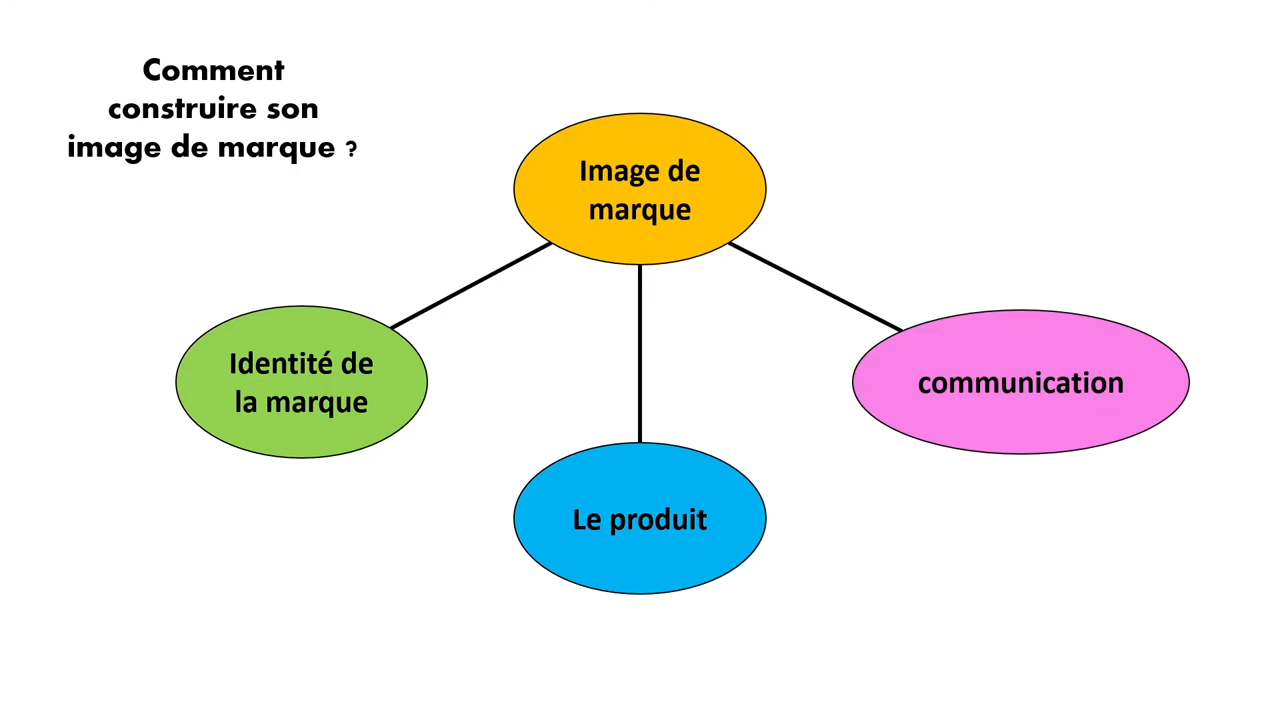 Comment
construire son
image de marque ?
Image de
marque
Identité de
la marque
communication
Le produit